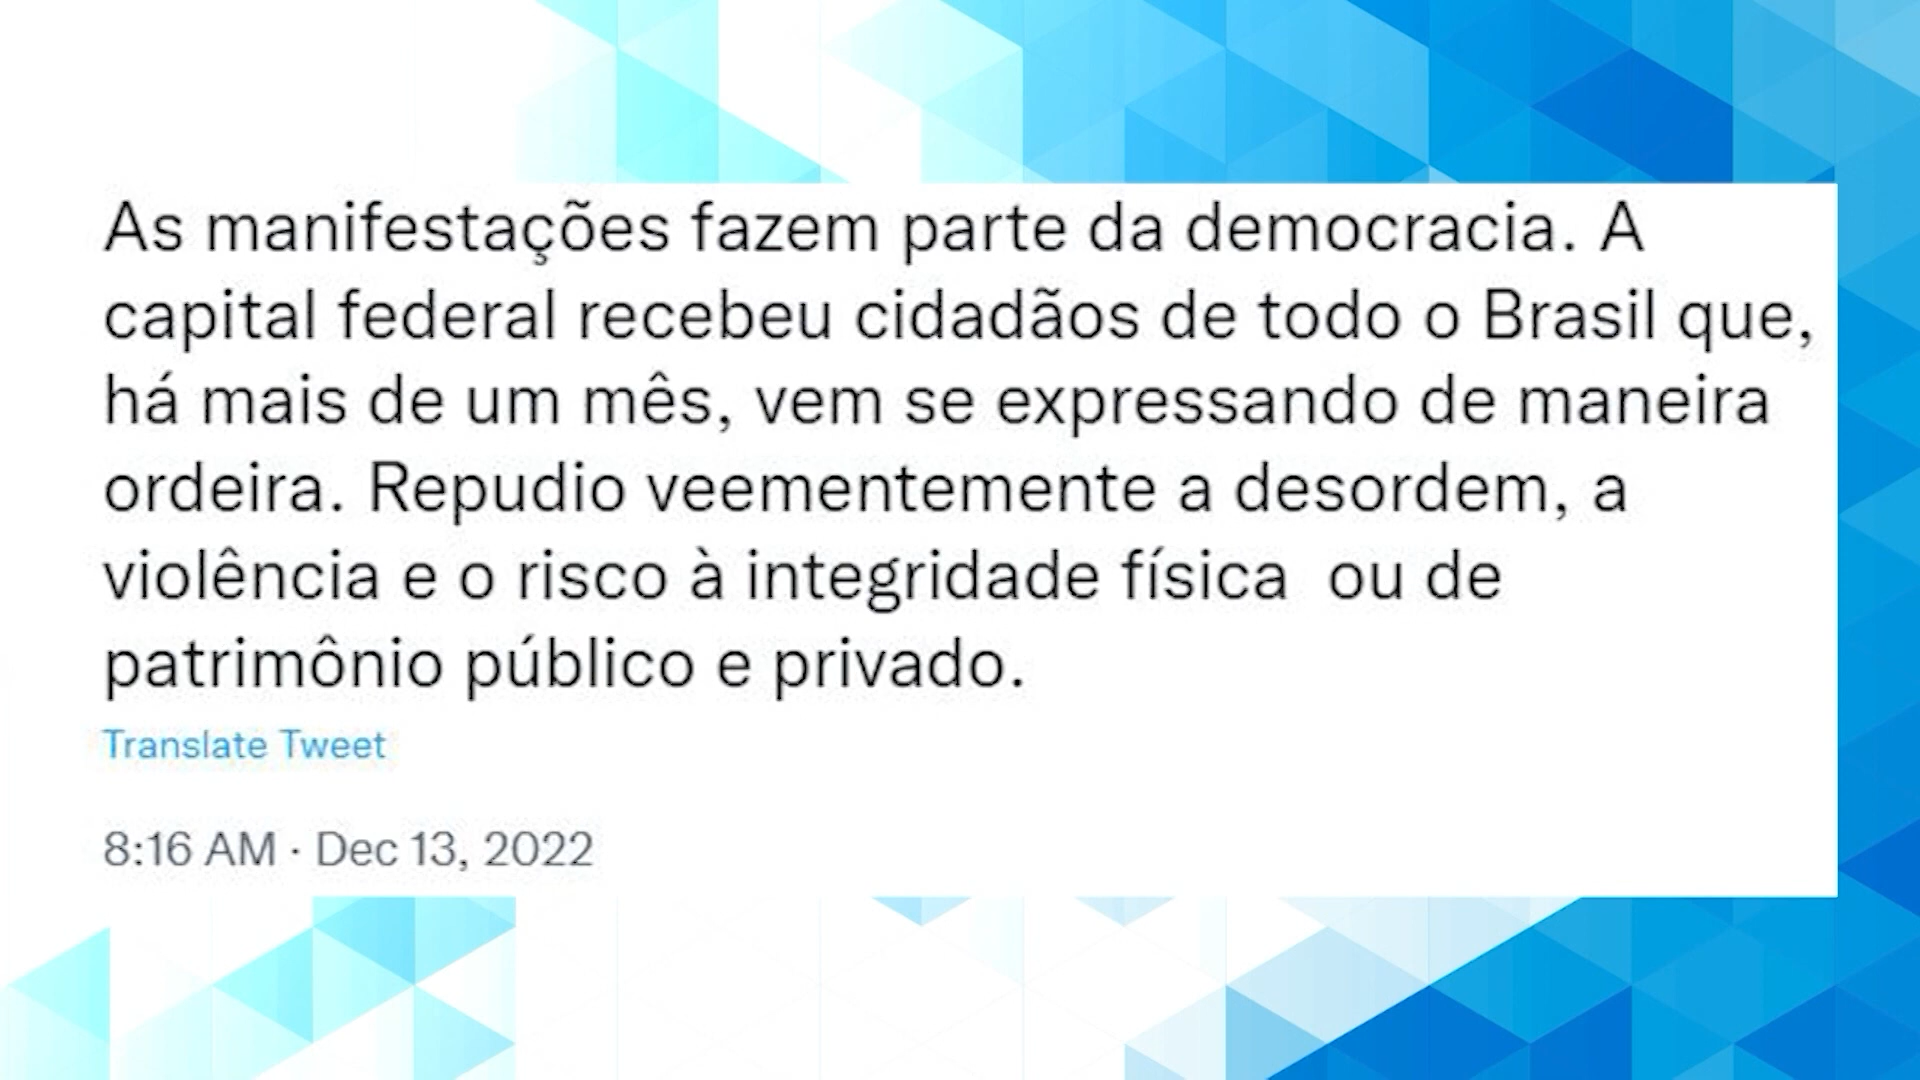 As manifestações fazem parte da democracia. A
capital federal recebeu cidadãos de todo o Brasil que,
há mais de um mês, vem se expressando de maneira
ordeira. Repudio veementemente a desordem, a
violência e o risco à integridade física  ou de
patrimônio público e privado.
Translate Tweet
8:16 AM · Dec 13, 2022